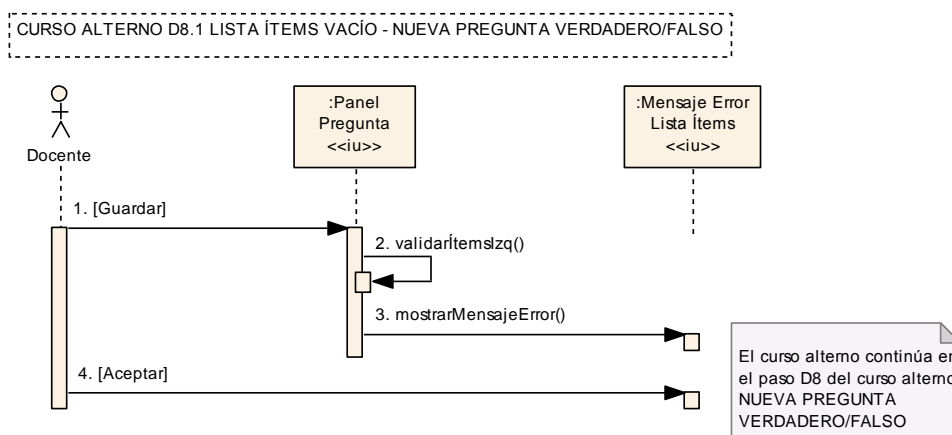 CURSO ALTERNO D8.1 LISTA ÍTEMS VACÍO - NUEVA PREGUNTA VERDADERO/FALSO
:Panel
Pregunta
<<iu>>
:Mensaje Error
Lista Ítems
<<iu>>
Docente
1. [Guardar]
2. validarÍtemsIzq()
3. mostrarMensajeError()
4. [Aceptar]
El curso alterno continúa en
el paso D8 del curso alterno
NUEVA PREGUNTA
VERDADERO/FALSO